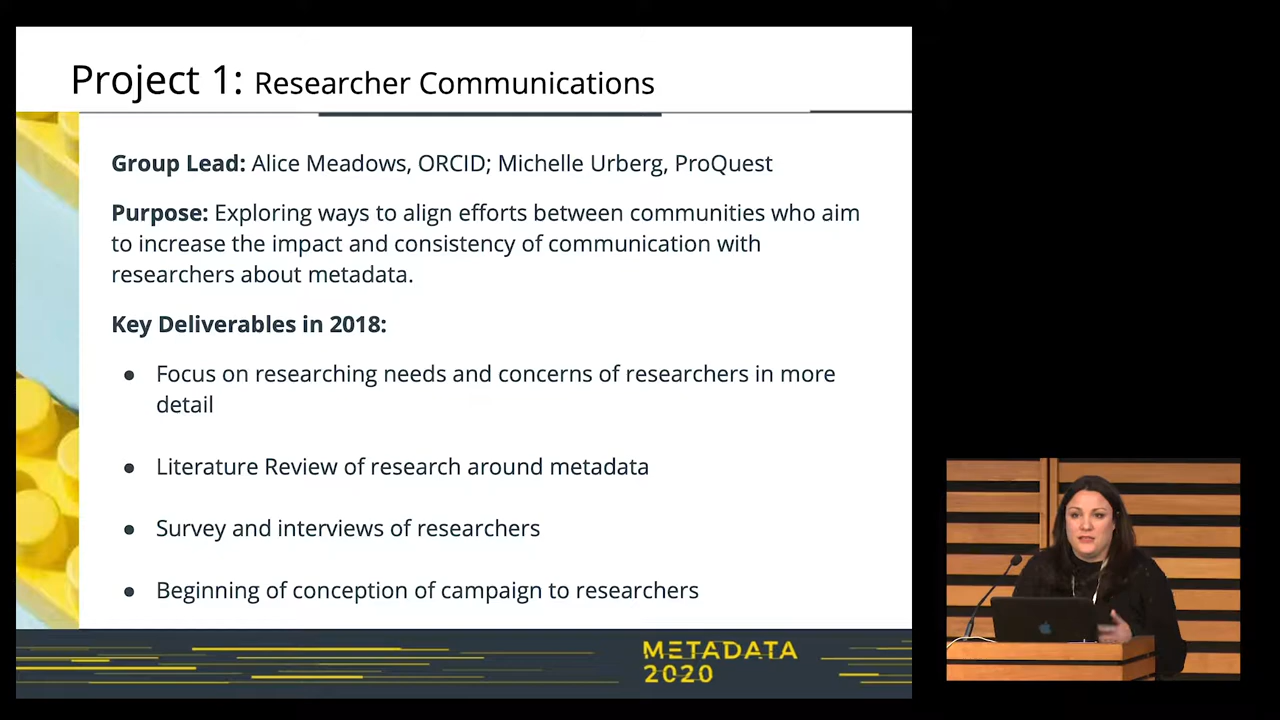 Project 1: Researcher Communications
Group Lead: Alice Meadows, ORCID; Michelle Urberg, ProQuest
Purpose: Exploring ways to align efforts between communities who aim
to increase the impact and consistency of communication with
researchers about metadata.
Key Deliverables in 2018:
● Focus on researching needs and concerns of researchers in more
detail
● Literature Review of research around metadata
● Survey and interviews of researchers
● Beginning of conception of campaign to researchers
METADATA
2020